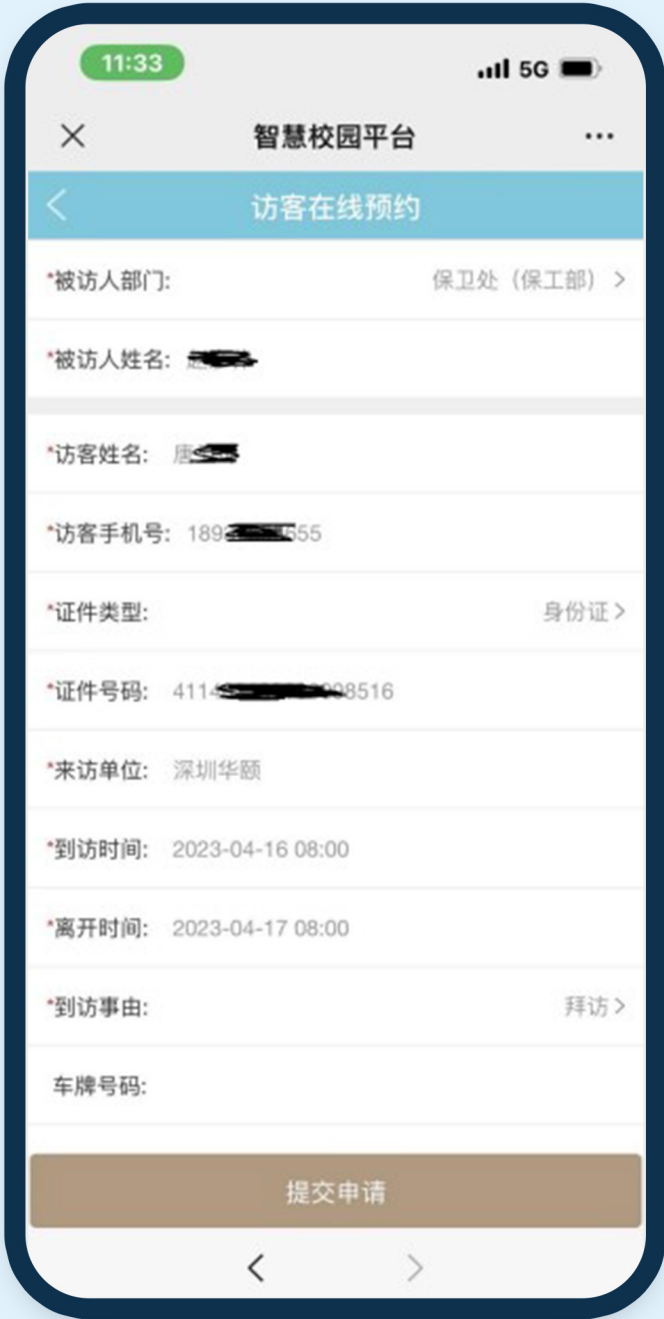 11:33
5G
智慧校园平台
访客在线预约
*被访人部门: 保卫处（保工部）
*被访人姓名:
*访客姓名: 唐
*访客手机号: 189 655
*证件类型: 身份证
*证件号码: 4114 08516
*来访单位: 深圳华颐
*到访时间: 2023-04-16 08:00
*离开时间: 2023-04-17 08:00
*到访事由: 拜访
车牌号码:
提交申请